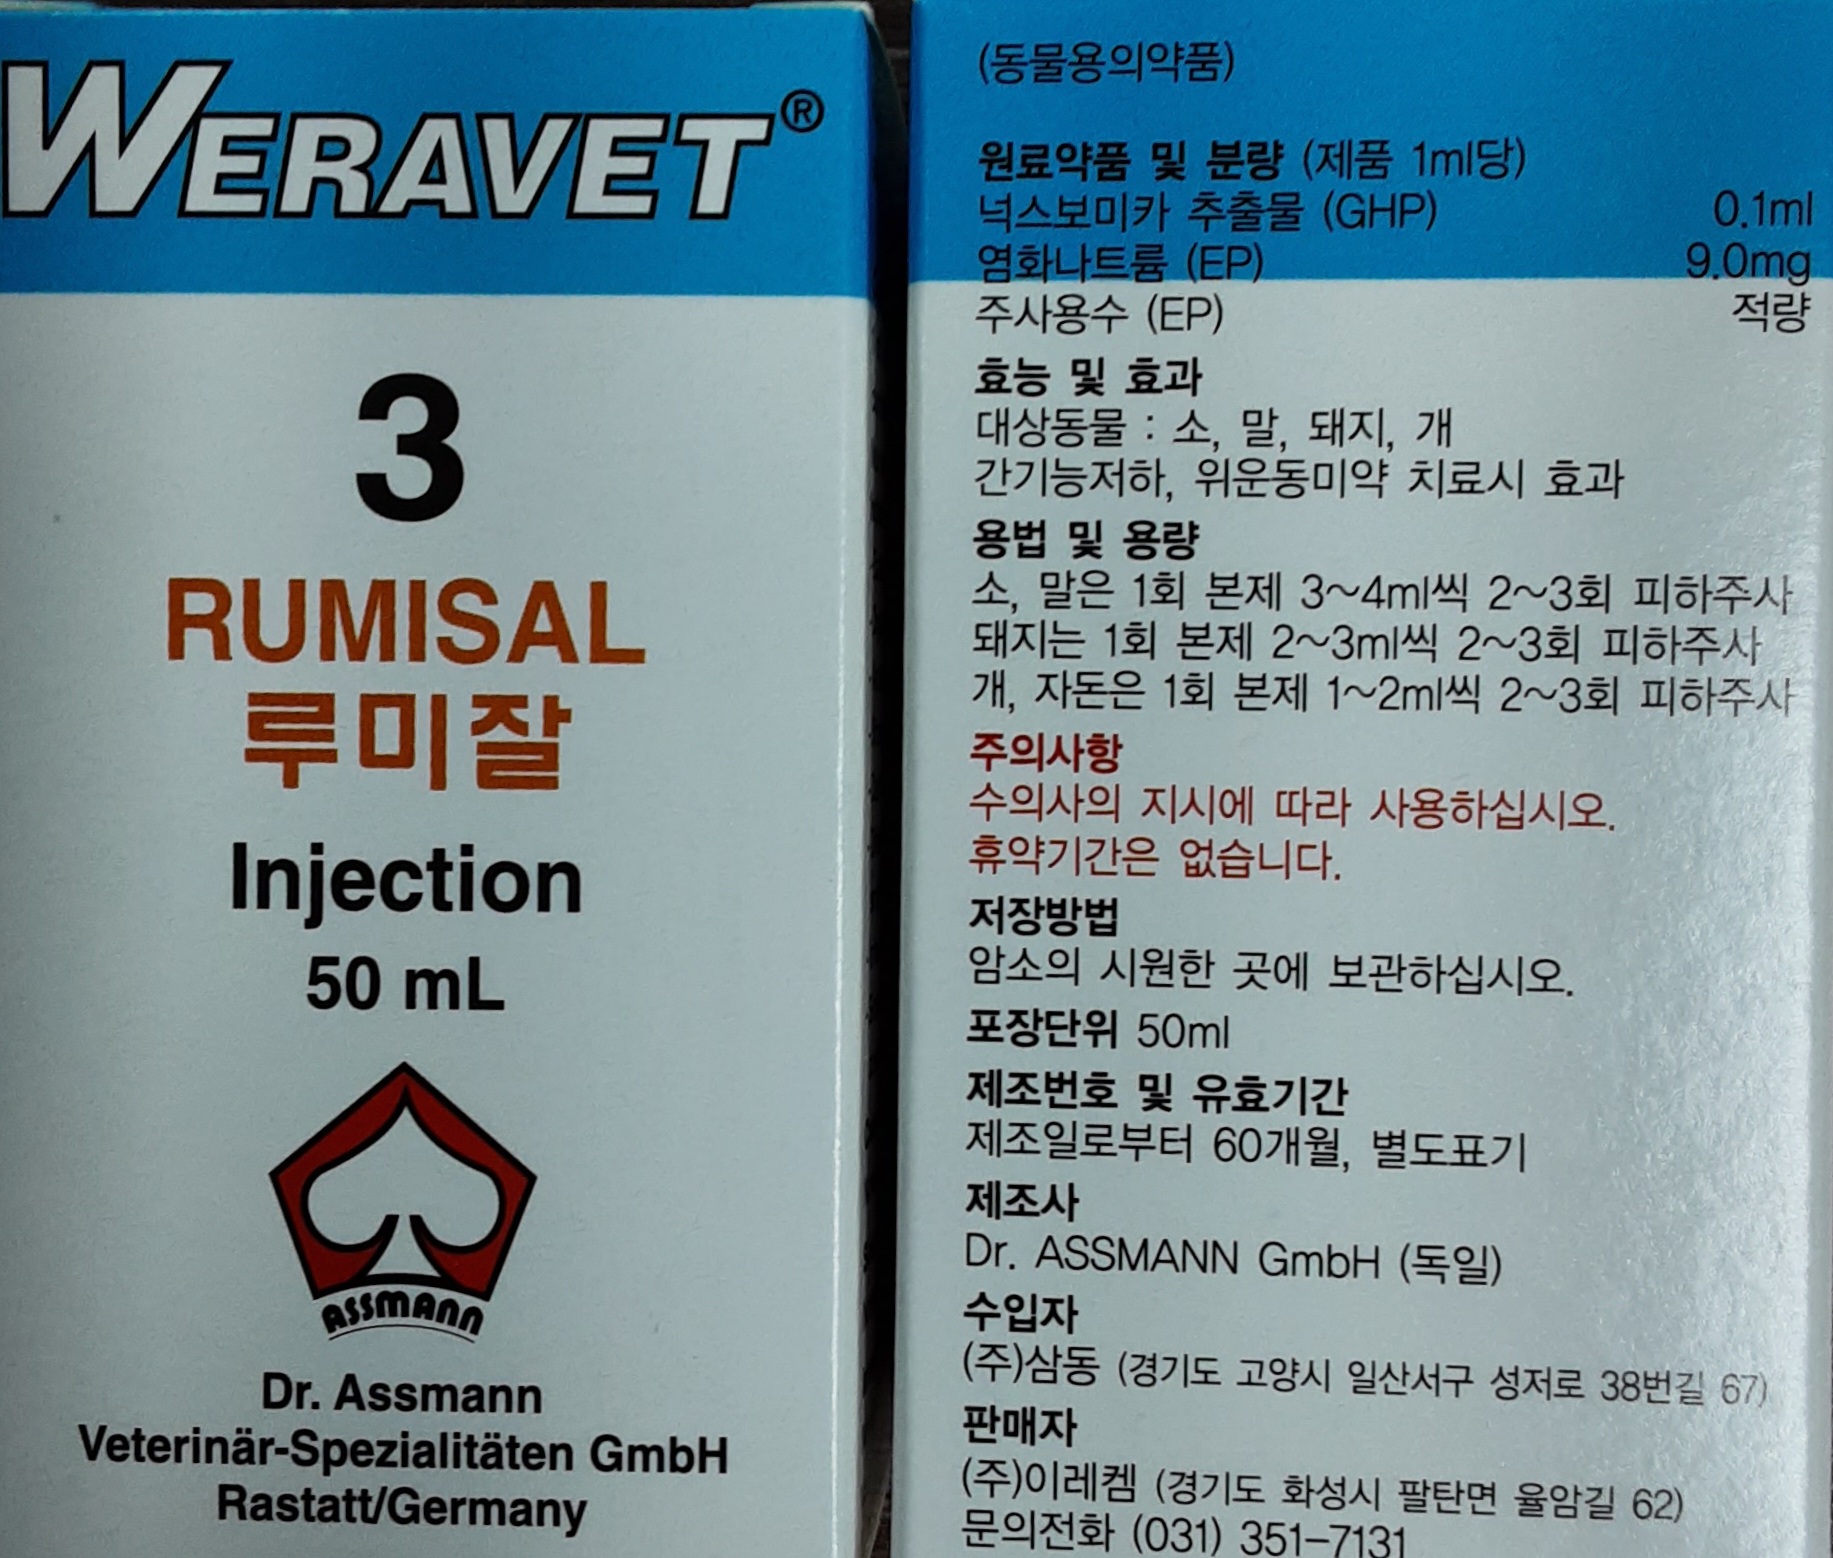 WERAVET®
3
RUMISAL
루미잘
Injection
50 mL
ASSMANN
Dr. Assmann
Veterinär-Spezialitäten GmbH
Rastatt/Germany
(동물용의약품)
원료약품 및 분량 (제품 1ml당)
넉스보미카 추출물 (GHP) 0.1ml
염화나트륨 (EP) 9.0mg
주사용수 (EP) 적량
효능 및 효과
대상동물 : 소, 말, 돼지, 개
간기능저하, 위운동미약 치료시 효과
용법 및 용량
소, 말은 1회 본제 3~4ml씩 2~3회 피하주사
돼지는 1회 본제 2~3ml씩 2~3회 피하주사
개, 자돈은 1회 본제 1~2ml씩 2~3회 피하주사
주의사항
수의사의 지시에 따라 사용하십시오.
휴약기간은 없습니다.
저장방법
암소의 시원한 곳에 보관하십시오.
포장단위 50ml
제조번호 및 유효기간
제조일로부터 60개월, 별도표기
제조사
Dr. ASSMANN GmbH (독일)
수입자
(주)삼동 (경기도 고양시 일산서구 성저로 38번길 67)
판매자
(주)이레켐 (경기도 화성시 팔탄면 율암길 62)
문의전화 (031) 351-7131